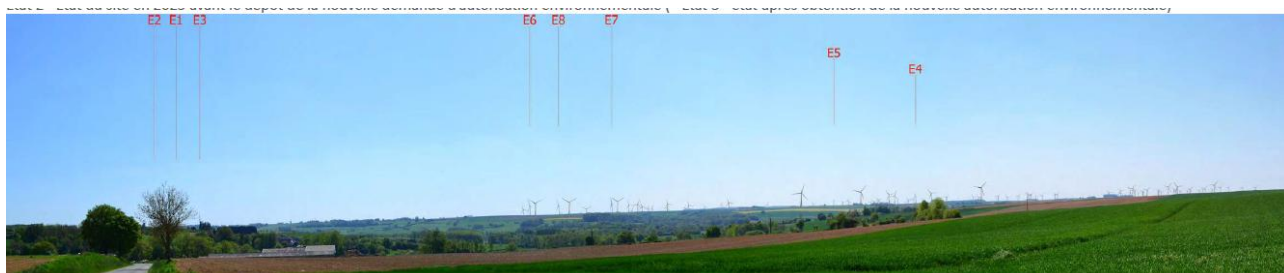 Etat 2 - Etat du site en 2023 avant le dépôt de la nouvelle demande d'autorisation environnementale ( - Etat 3 - état après obtention de la nouvelle autorisation environnementale)
E2 E1 E3 E6 E8 E7
E5
E4